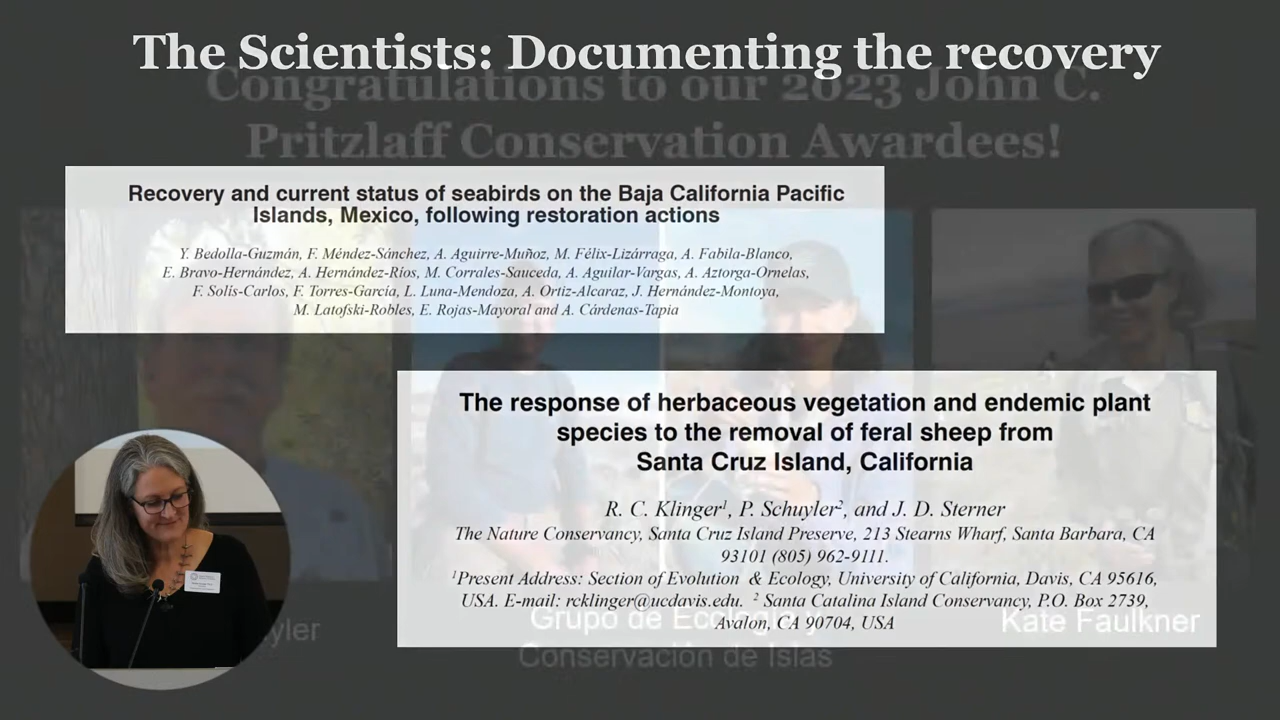 The Scientists: Documenting the recovery
Congratulations to our 2023 John C.
Pritzlaff Conservation Awardees!
Recovery and current status of seabirds on the Baja California Pacific
Islands, Mexico, following restoration actions
Y. Bedolla-Guzmán, F. Méndez-Sánchez, A. Aguirre-Muñoz, M. Félix-Lizárraga, A. Fabila-Blanco,
E. Bravo-Hernández, A. Hernández-Ríos, M. Corrales-Sauceda, A. Aguilar-Vargas, A. Aztorga-Ornelas,
F. Solís-Carlos, F. Torres-García, L. Luna-Mendoza, A. Ortiz-Alcaraz, J. Hernández-Montoya,
M. Latofski-Robles, E. Rojas-Mayoral and A. Cárdenas-Tapia
The response of herbaceous vegetation and endemic plant
species to the removal of feral sheep from
Santa Cruz Island, California
R. C. Klinger¹, P. Schuyler², and J. D. Sterner
The Nature Conservancy, Santa Cruz Island Preserve, 213 Stearns Wharf, Santa Barbara, CA
93101 (805) 962-9111.
¹Present Address: Section of Evolution & Ecology, University of California, Davis, CA 95616,
USA. E-mail: rcklinger@ucdavis.edu. ² Santa Catalina Island Conservancy, P.O. Box 2739,
Avalon, CA 90704, USA
yler
Grupo de Ecología y
Conservación de Islas
Kate Faulkner